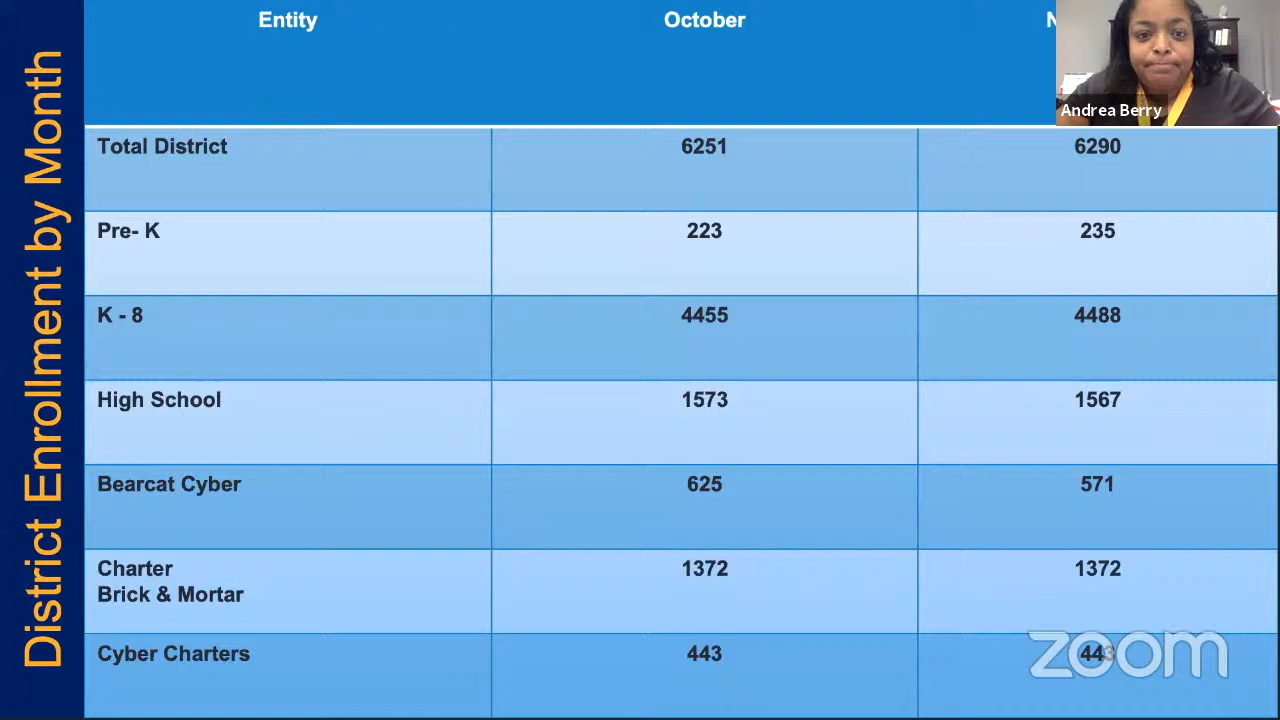 District Enrollment by Month
Entity
October
Andrea Berry
Total District
6251
6290
Pre- K
223
235
K - 8
4455
4488
High School
1573
1567
Bearcat Cyber
625
571
Charter
Brick & Mortar
1372
1372
Cyber Charters
443
443
zoom